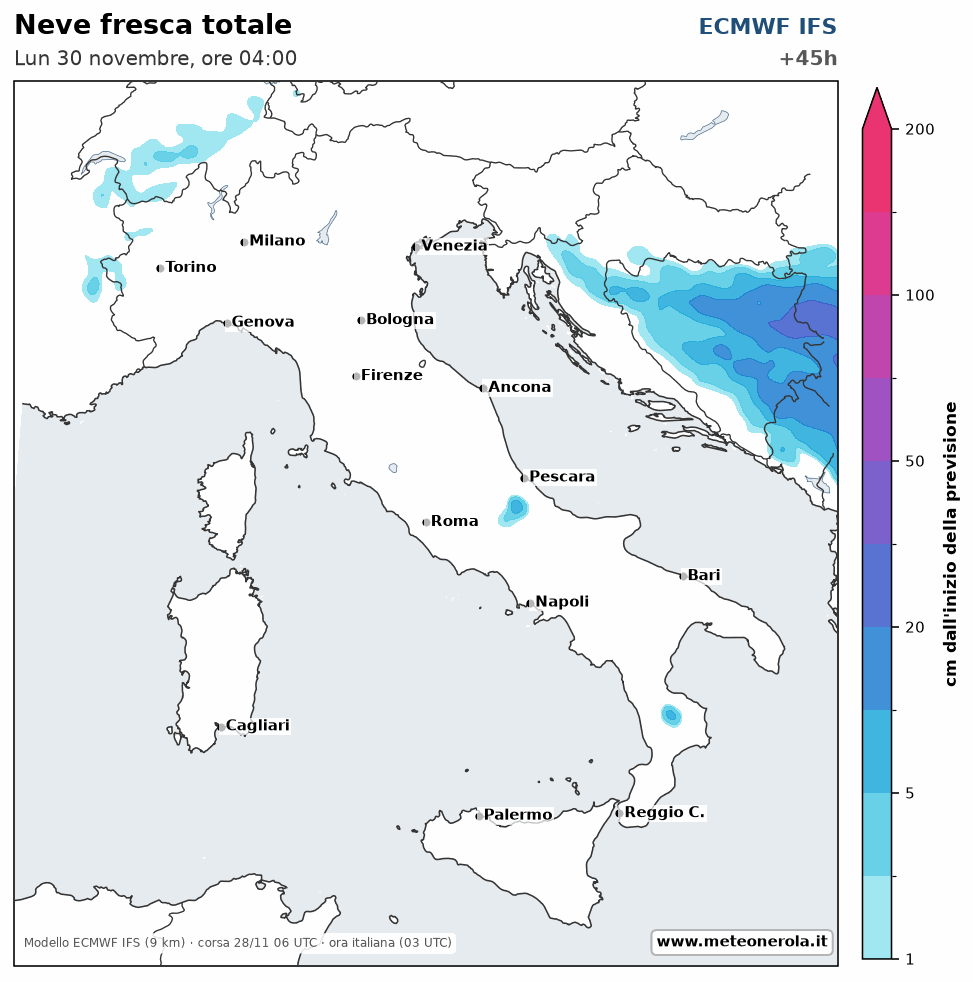 Neve fresca totale
ECMWF IFS
Lun 30 novembre, ore 04:00
+45h
Milano
Venezia
Torino
Genova
Bologna
Firenze
Ancona
Pescara
Roma
Bari
Napoli
Cagliari
Palermo
Reggio C.
200
100
50
20
5
1
cm dall'inizio della previsione
Modello ECMWF IFS (9 km) · corsa 28/11 06 UTC · ora italiana (03 UTC)
www.meteonerola.it